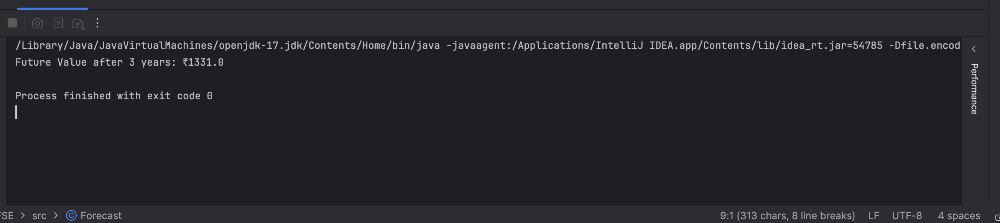 /Library/Java/JavaVirtualMachines/openjdk-17.jdk/Contents/Home/bin/java -javaagent:/Applications/IntelliJ IDEA.app/Contents/lib/idea_rt.jar=54785 -Dfile.encod
Future Value after 3 years: ₹1331.0
Process finished with exit code 0
Performance
FSE > src > Forecast
9:1 (313 chars, 8 line breaks) LF UTF-8 4 spaces